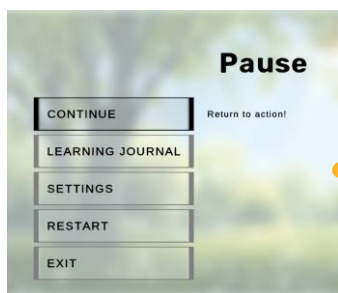 Pause
CONTINUE
Return to action!
LEARNING JOURNAL
SETTINGS
RESTART
EXIT